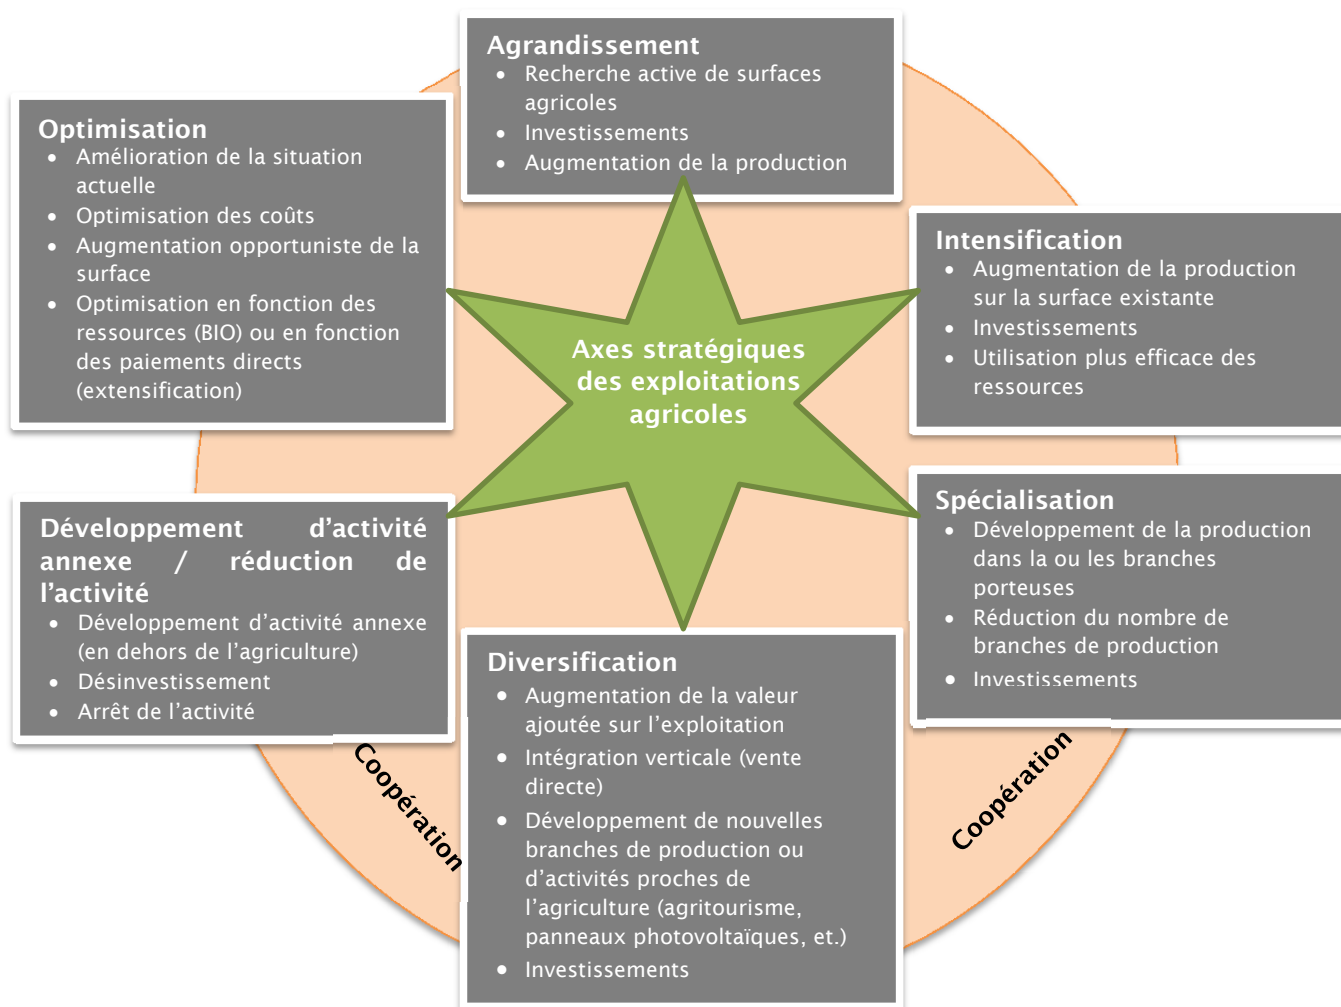 Agrandissement
• Recherche active de surfaces
agricoles
• Investissements
• Augmentation de la production
Optimisation
• Amélioration de la situation
actuelle
• Optimisation des coûts
• Augmentation opportuniste de la
surface
• Optimisation en fonction des
ressources (BIO) ou en fonction
des paiements directs
(extensification)
Intensification
• Augmentation de la production
sur la surface existante
• Investissements
• Utilisation plus efficace des
ressources
Axes stratégiques
des exploitations
agricoles
Spécialisation
• Développement de la production
dans la ou les branches
porteuses
• Réduction du nombre de
branches de production
• Investissements
Développement d’activité
annexe / réduction de
l’activité
• Développement d’activité annexe
(en dehors de l’agriculture)
• Désinvestissement
• Arrêt de l’activité
Diversification
• Augmentation de la valeur
ajoutée sur l’exploitation
• Intégration verticale (vente
directe)
• Développement de nouvelles
branches de production ou
d’activités proches de
l’agriculture (agritourisme,
panneaux photovoltaïques, et.)
• Investissements
Coopération
Coopération